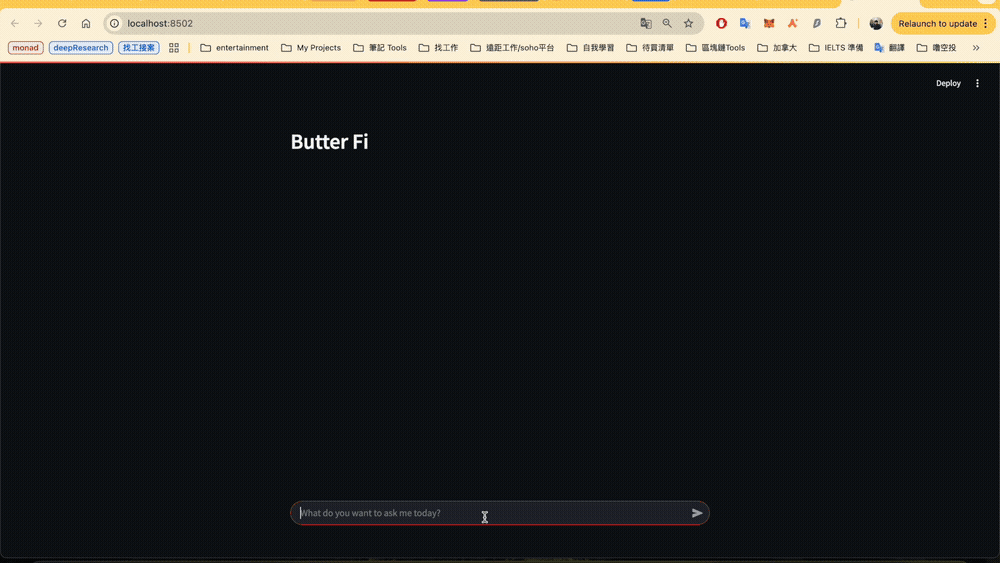 localhost:8502
Relaunch to update
monad deepResearch 找工接案 entertainment My Projects 筆記 Tools 找工作 遠距工作/soho平台 自我學習 待買清單 區塊鏈Tools 加拿大 IELTS 準備 翻譯 嚕空投
Deploy
Butter Fi
What do you want to ask me today?